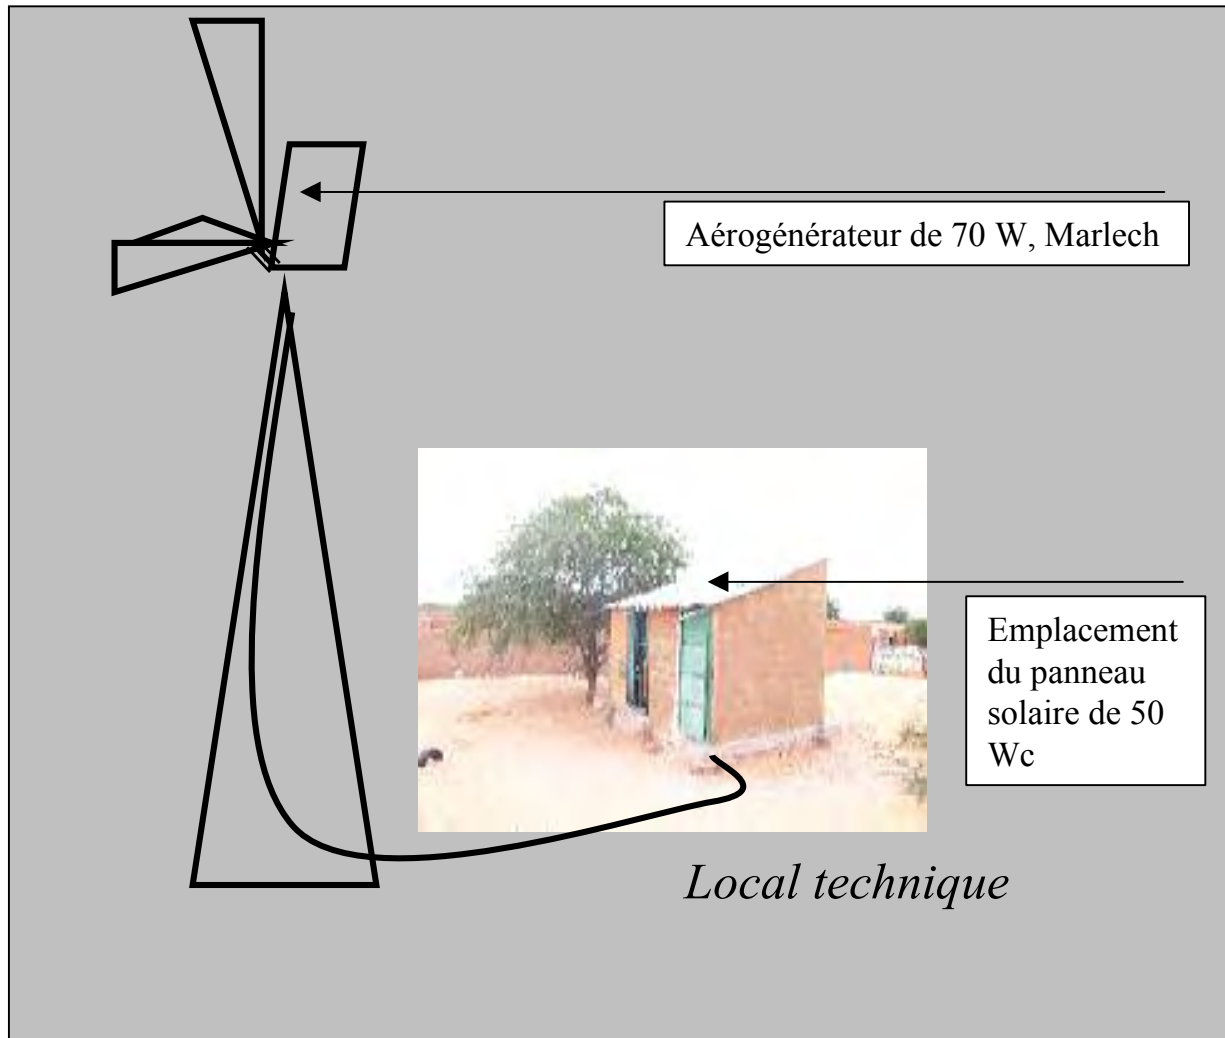 Aérogénérateur de 70 W, Marlech
Emplacement
du panneau
solaire de 50
Wc
Local technique